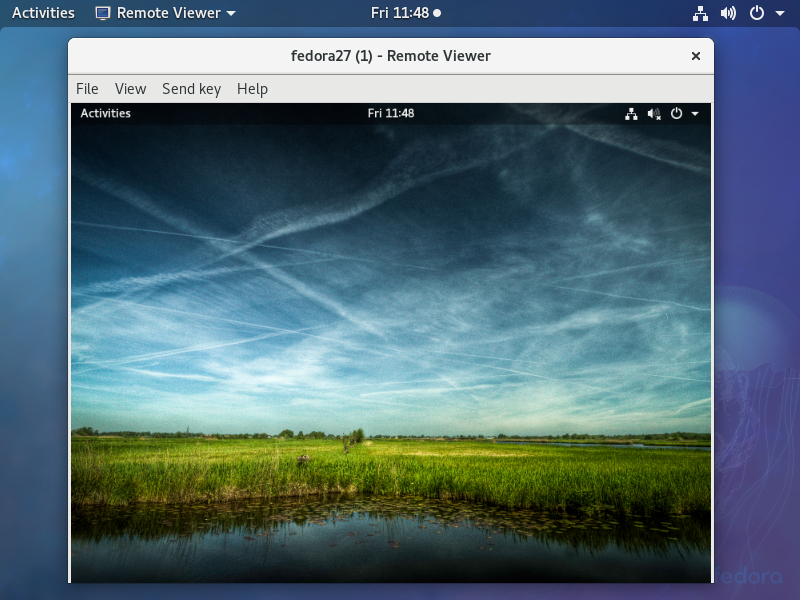 Activities Remote Viewer Fri 11:48
fedora27 (1) - Remote Viewer
File View Send key Help
Activities Fri 11:48
fedora